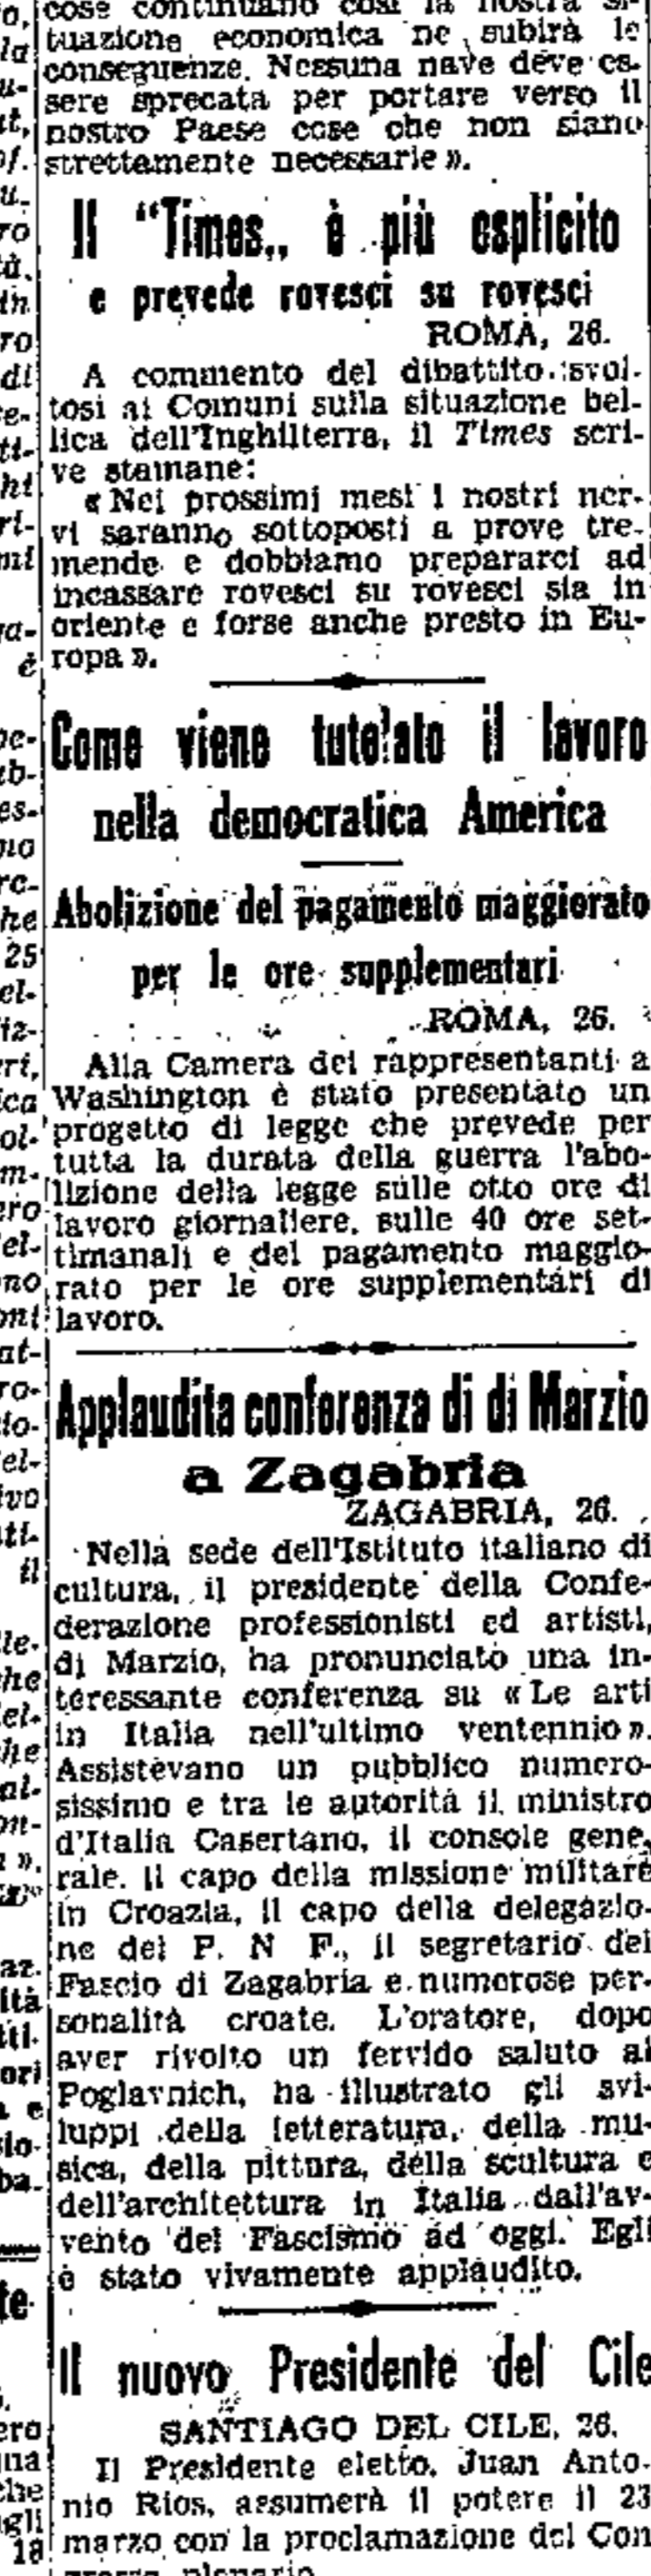 cose continuano così la nostra si-
tuazione economica ne subirà le
conseguenze. Nessuna nave deve es-
sere sprecata per portare verso il
nostro Paese cose che non siano
strettamente necessarie».
Il "Times„ è più esplicito
e prevede rovesci su rovesci
ROMA, 26.
A commento del dibattito svol-
tosi ai Comuni sulla situazione bel-
lica dell'Inghilterra, il Times scri-
ve stamane:
«Nei prossimi mesi i nostri ner-
vi saranno sottoposti a prove tre-
mende e dobbiamo prepararci ad
incassare rovesci su rovesci sia in
oriente e forse anche presto in Eu-
ropa».
Come viene tutelato il lavoro
nella democratica America
Abolizione del pagamento maggiorato
per le ore supplementari
ROMA, 26.
Alla Camera dei rappresentanti a
Washington è stato presentato un
progetto di legge che prevede per
tutta la durata della guerra l'abo-
lizione della legge sulle otto ore di
lavoro giornaliere, sulle 40 ore set-
timanali e del pagamento maggio-
rato per le ore supplementari di
lavoro.
Applaudita conferenza di di Marzio
a Zagabria
ZAGABRIA, 26.
Nella sede dell'Istituto italiano di
cultura, il presidente della Confe-
derazione professionisti ed artisti,
di Marzio, ha pronunciato una in-
teressante conferenza su «Le arti
in Italia nell'ultimo ventennio».
Assistevano un pubblico numero-
sissimo e tra le autorità il ministro
d'Italia Casertano, il console gene-
rale, il capo della missione militare
in Croazia, il capo della delegazio-
ne del P. N F., il segretario del
Fascio di Zagabria e numerose per-
sonalità croate. L'oratore, dopo
aver rivolto un fervido saluto al
Poglavnich, ha illustrato gli svi-
luppi della letteratura, della mu-
sica, della pittura, della scultura e
dell'architettura in Italia dall'av-
vento del Fascismo ad oggi. Egli
è stato vivamente applaudito.
Il nuovo Presidente del Cile
SANTIAGO DEL CILE, 26.
Il Presidente eletto, Juan Anto-
nio Rios, assumerà il potere il 23
marzo con la proclamazione del Con
plenario